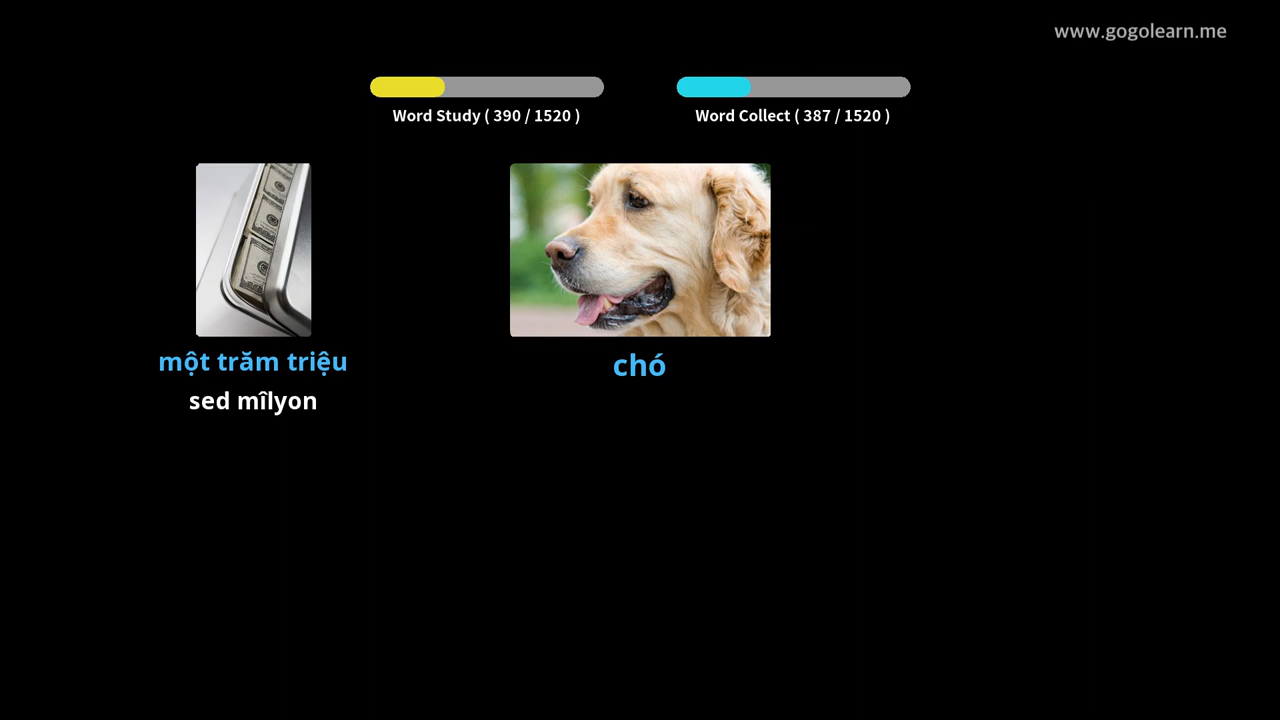 www.gogolearn.me
Word Study ( 390 / 1520 )
Word Collect ( 387 / 1520 )
một trăm triệu
sed mîlyon
chó